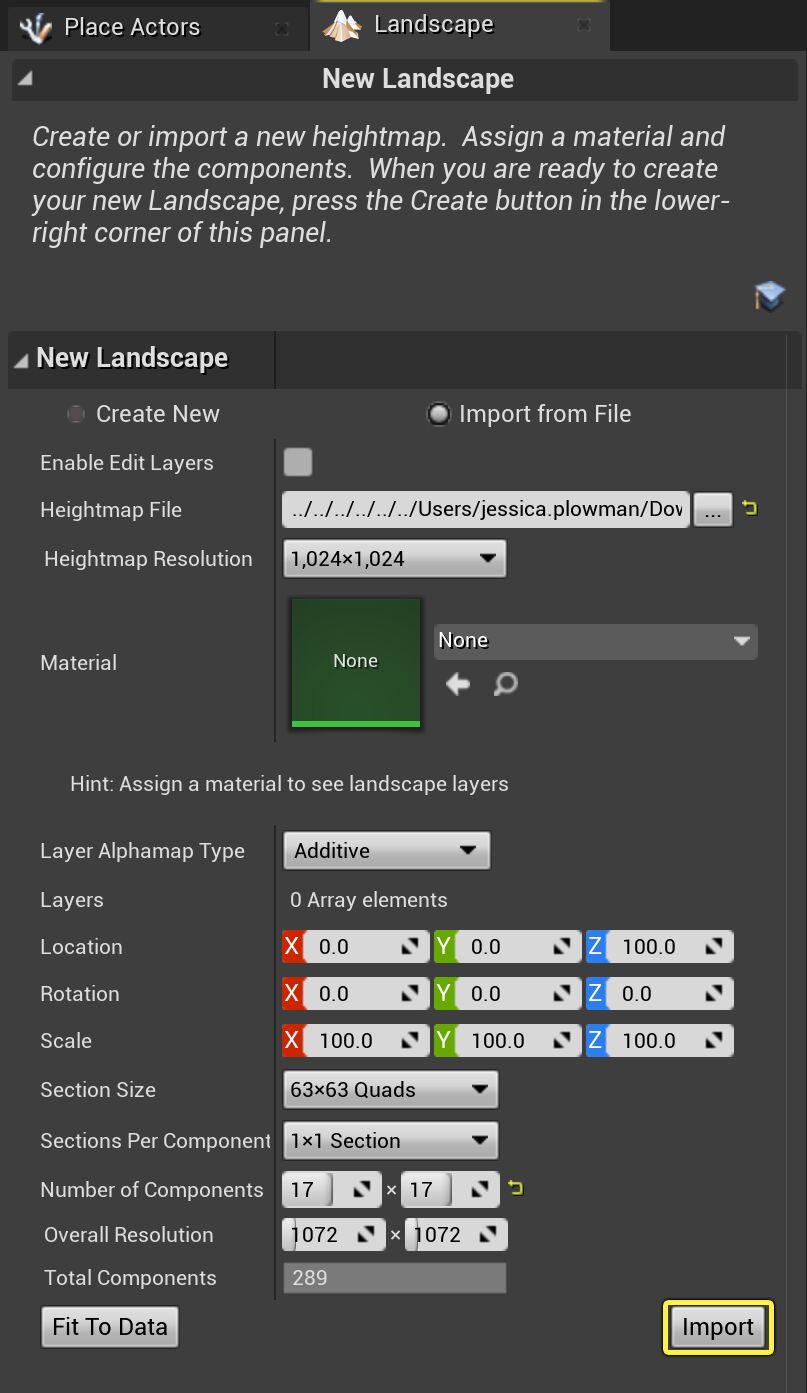 Place Actors
Landscape
New Landscape
Create or import a new heightmap.  Assign a material and
configure the components.  When you are ready to create
your new Landscape, press the Create button in the lower-
right corner of this panel.
New Landscape
Create New
Import from File
Enable Edit Layers
Heightmap File ../../../../../../Users/jessica.plowman/Dov ...
Heightmap Resolution 1,024×1,024
None
None
Material
Hint: Assign a material to see landscape layers
Layer Alphamap Type Additive
Layers 0 Array elements
Location X 0.0 Y 0.0 Z 100.0
Rotation X 0.0 Y 0.0 Z 0.0
Scale X 100.0 Y 100.0 Z 100.0
Section Size 63×63 Quads
Sections Per Component 1×1 Section
Number of Components 17 × 17
Overall Resolution 1072 × 1072
Total Components 289
Fit To Data
Import